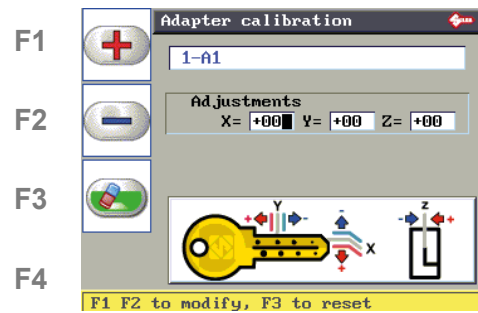 F1
F2
F3
F4
Adapter calibration
1-A1
Adjustments
X= +00 Y= +00 Z= +00
Y
+ -
-
X
+
Z
- +
F1 F2 to modify, F3 to reset